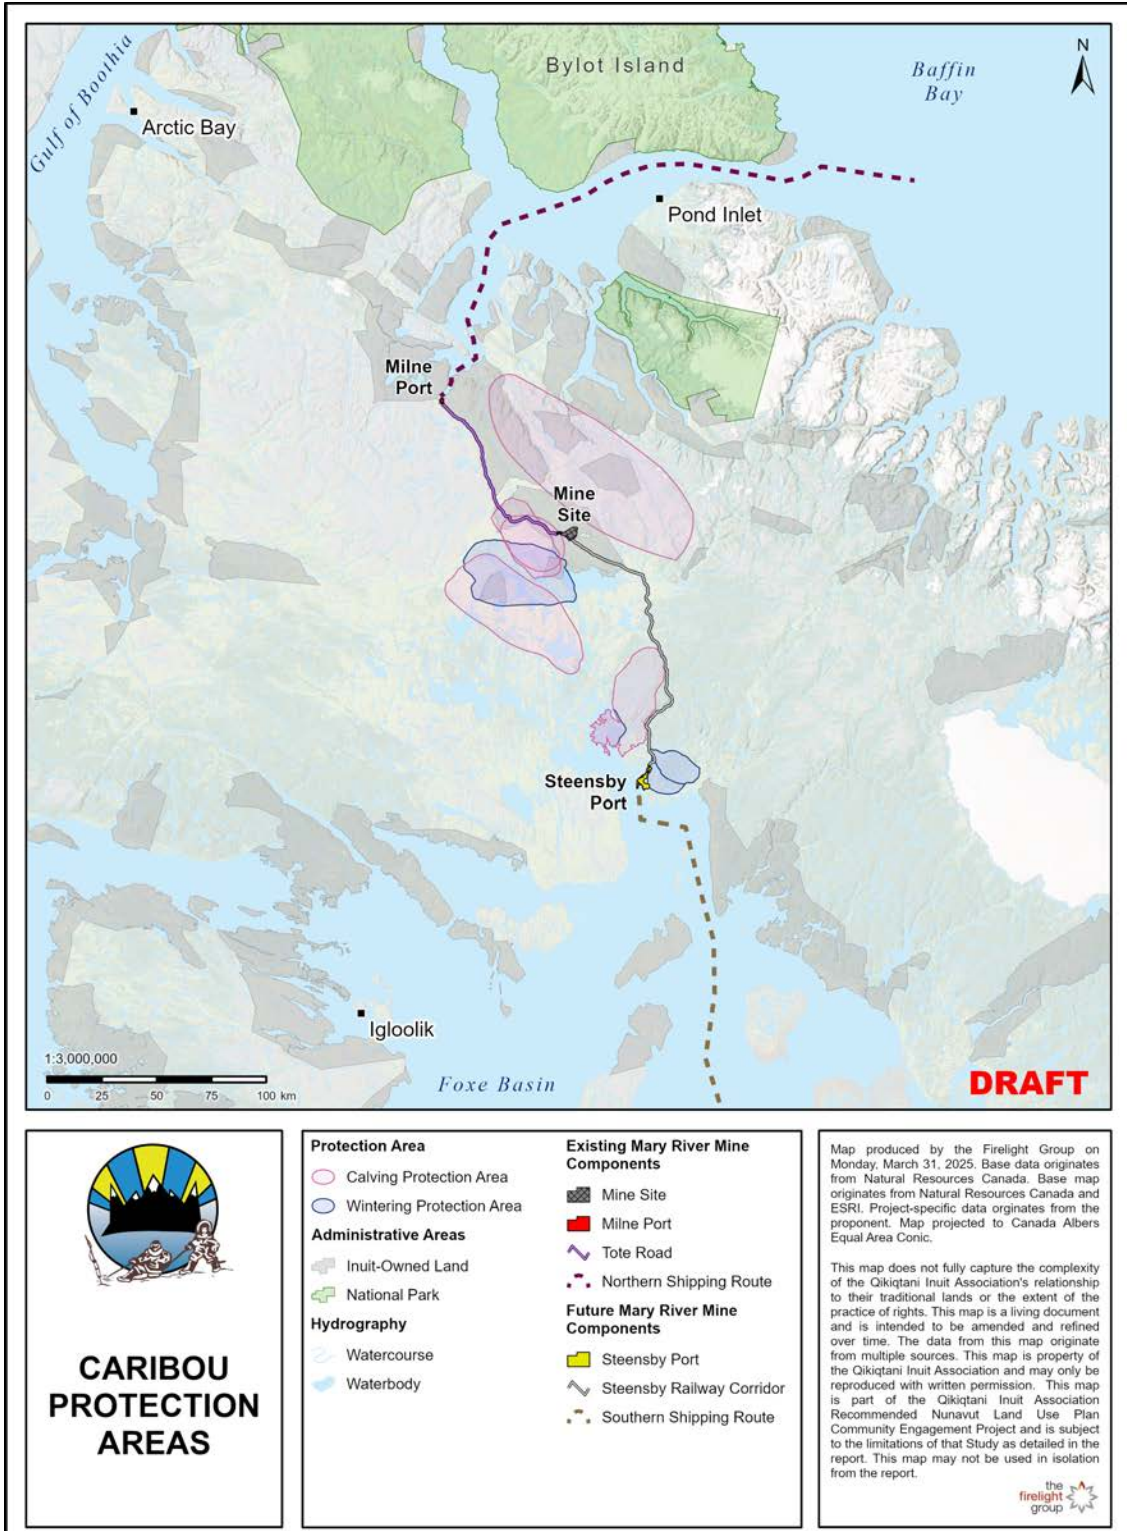 Gulf of Boothia
Arctic Bay
Bylot Island
Baffin
Bay
N
Pond Inlet
Milne
Port
Mine
Site
Steensby
Port
Igloolik
1:3,000,000
0 25 50 75 100 km
Foxe Basin
DRAFT
CARIBOU
PROTECTION
AREAS
Protection Area
Calving Protection Area
Wintering Protection Area
Administrative Areas
Inuit-Owned Land
National Park
Hydrography
Watercourse
Waterbody
Existing Mary River Mine
Components
Mine Site
Milne Port
Tote Road
Northern Shipping Route
Future Mary River Mine
Components
Steensby Port
Steensby Railway Corridor
Southern Shipping Route
Map produced by the Firelight Group on
Monday, March 31, 2025. Base data originates
from Natural Resources Canada. Base map
originates from Natural Resources Canada and
ESRI. Project-specific data orginates from the
proponent. Map projected to Canada Albers
Equal Area Conic.
This map does not fully capture the complexity
of the Qikiqtani Inuit Association's relationship
to their traditional lands or the extent of the
practice of rights. This map is a living document
and is intended to be amended and refined
over time. The data from this map originate
from multiple sources. This map is property of
the Qikiqtani Inuit Association and may only be
reproduced with written permission. This map
is part of the Qikiqtani Inuit Association
Recommended Nunavut Land Use Plan
Community Engagement Project and is subject
to the limitations of that Study as detailed in the
report. This map may not be used in isolation
from the report.
the
firelight
group